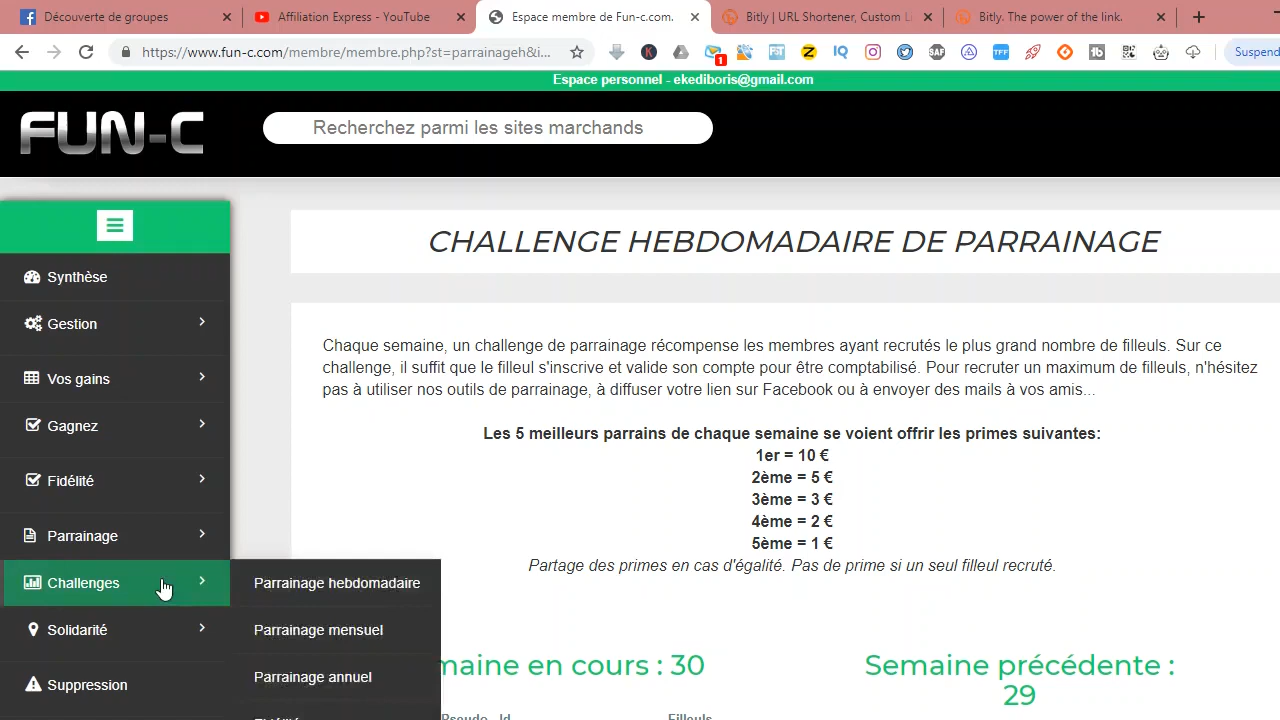 Découverte de groupes
Affiliation Express - YouTube
Espace membre de Fun-c.com.
Bitly | URL Shortener, Custom Li
Bitly. The power of the link.
https://www.fun-c.com/membre/membre.php?st=parrainageh&i...
Suspend
Espace personnel - ekediboris@gmail.com
FUN-C
Recherchez parmi les sites marchands
CHALLENGE HEBDOMADAIRE DE PARRAINAGE
Synthèse
Gestion
Vos gains
Gagnez
Fidélité
Parrainage
Challenges
Solidarité
Suppression
Parrainage hebdomadaire
Parrainage mensuel
Parrainage annuel
Chaque semaine, un challenge de parrainage récompense les membres ayant recrutés le plus grand nombre de filleuls. Sur ce
challenge, il suffit que le filleul s'inscrive et valide son compte pour être comptabilisé. Pour recruter un maximum de filleuls, n'hésitez
pas à utiliser nos outils de parrainage, à diffuser votre lien sur Facebook ou à envoyer des mails à vos amis...
Les 5 meilleurs parrains de chaque semaine se voient offrir les primes suivantes:
1er = 10 €
2ème = 5 €
3ème = 3 €
4ème = 2 €
5ème = 1 €
Partage des primes en cas d'égalité. Pas de prime si un seul filleul recruté.
maine en cours : 30
Semaine précédente :
29
Pseudo - Id
Filleuls